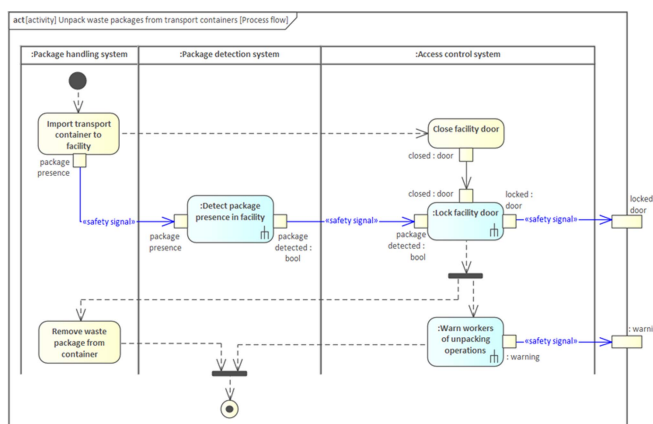 act [activity] Unpack waste packages from transport containers [Process flow]
:Package handling system
:Package detection system
:Access control system
Import transport
container to
facility
package
presence
Close facility door
closed : door
closed : door
locked :
door
«safety signal»
package
presence
:Detect package
presence in facility
package
detected :
bool
«safety signal»
package
detected :
bool
:Lock facility door
«safety signal»
locked
door
Remove waste
package from
container
:Warn workers
of unpacking
operations
: warning
«safety signal»
: warni